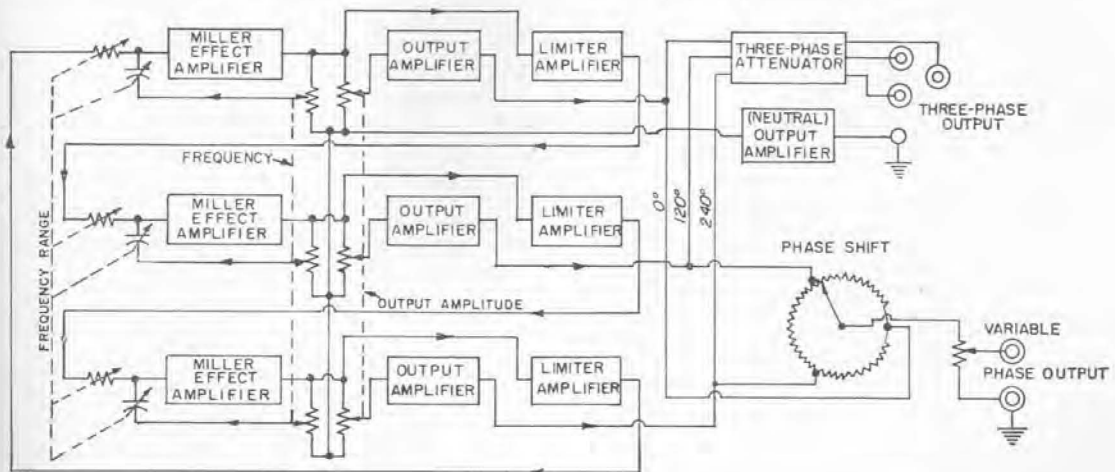 MILLER
EFFECT
AMPLIFIER
OUTPUT
AMPLIFIER
LIMITER
AMPLIFIER
THREE-PHASE
ATTENUATOR
THREE-PHASE
OUTPUT
(NEUTRAL)
OUTPUT
AMPLIFIER
FREQUENCY
FREQUENCY RANGE
MILLER
EFFECT
AMPLIFIER
OUTPUT
AMPLIFIER
LIMITER
AMPLIFIER
0°
120°
240°
PHASE SHIFT
OUTPUT AMPLITUDE
VARIABLE
PHASE OUTPUT
MILLER
EFFECT
AMPLIFIER
OUTPUT
AMPLIFIER
LIMITER
AMPLIFIER